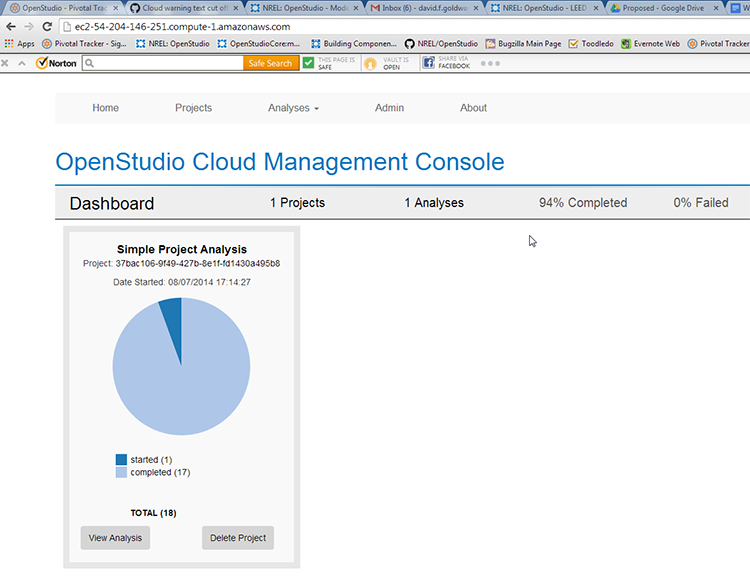 OpenStudio - Pivotal Trac
Cloud warning text cut off
NREL: OpenStudio - Mode
Inbox (6) - david.f.goldwa
NREL: OpenStudio - LEED
Proposed - Google Drive
ec2-54-204-146-251.compute-1.amazonaws.com
Apps
Pivotal Tracker - Sig...
NREL: OpenStudio
OpenStudioCore:m...
Building Componen...
NREL/OpenStudio
Bugzilla Main Page
Toodledo
Evernote Web
Pivotal Tracker
Norton
Safe Search
THIS PAGE IS
SAFE
VAULT IS
OPEN
SHARE VIA
FACEBOOK
Home Projects Analyses Admin About
OpenStudio Cloud Management Console
Dashboard 1 Projects 1 Analyses 94% Completed 0% Failed
Simple Project Analysis
Project: 37bac106-9f49-427b-8e1f-fd1430a495b8
Date Started: 08/07/2014 17:14:27
started (1)
completed (17)
TOTAL (18)
View Analysis Delete Project